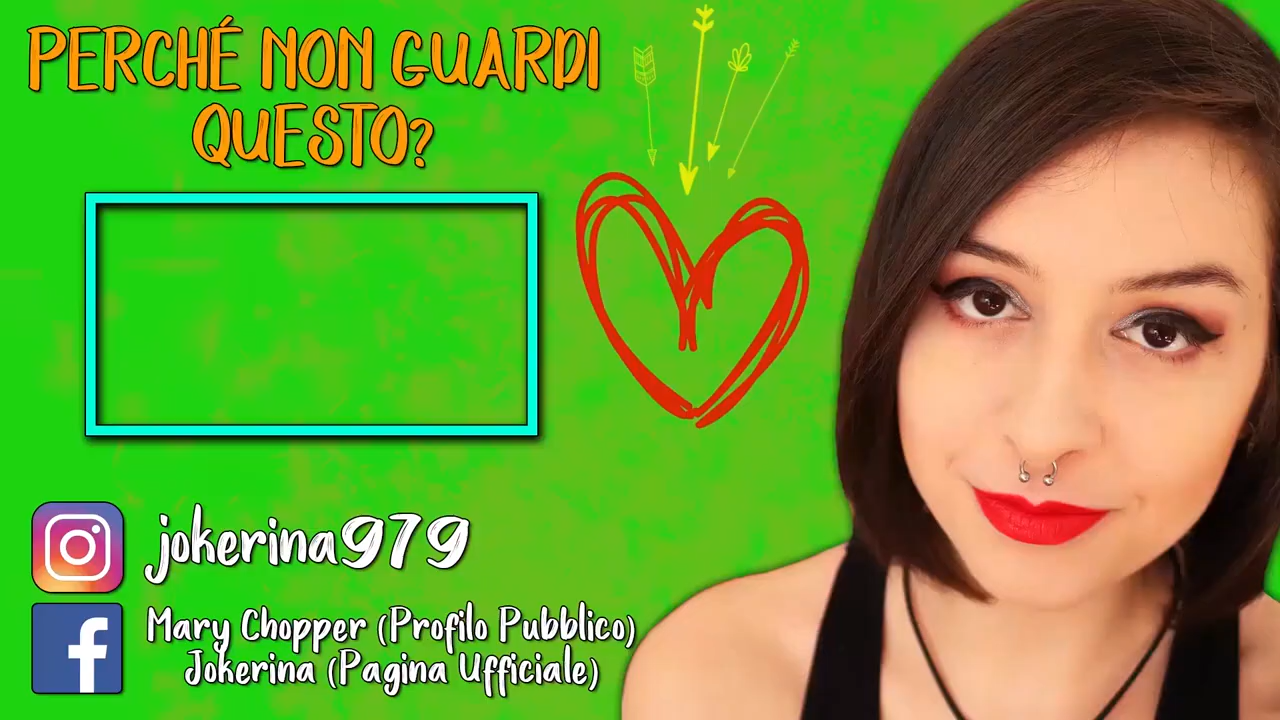 PERCHÉ NON GUARDI
QUESTO?
jokerina979
Mary Chopper (Profilo Pubblico)
Jokerina (Pagina Ufficiale)